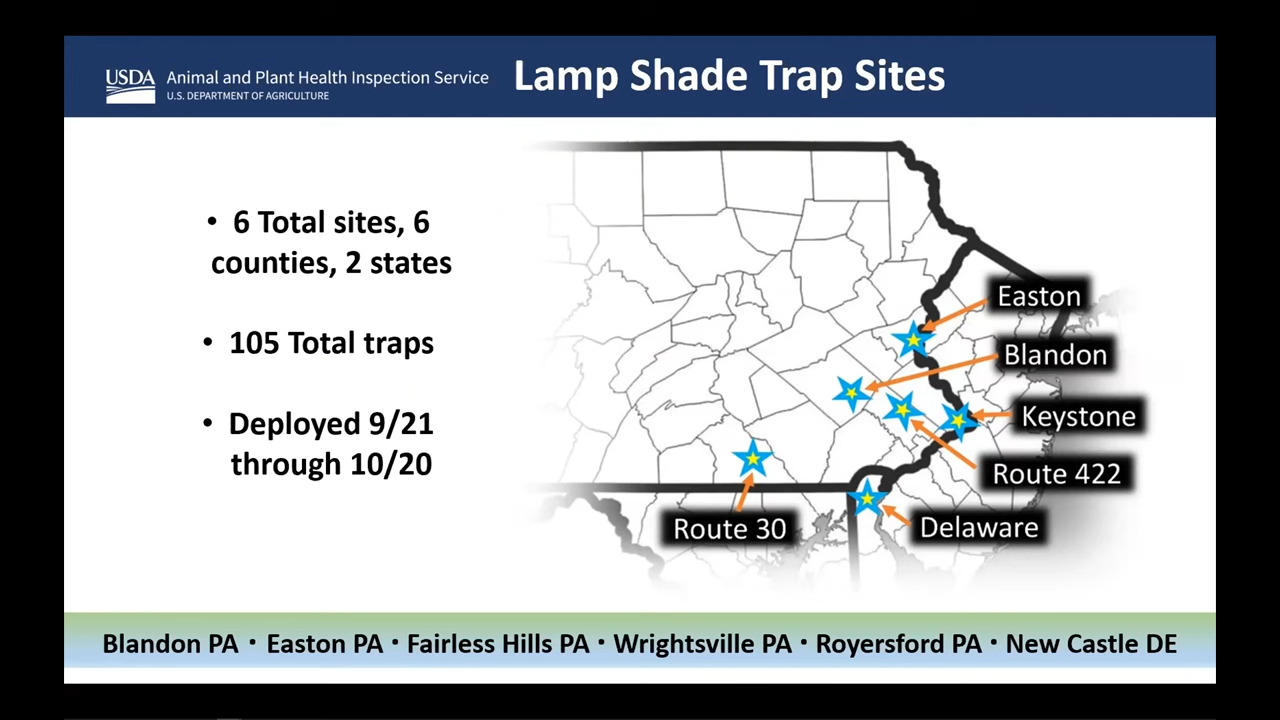 USDA Animal and Plant Health Inspection Service
U.S. DEPARTMENT OF AGRICULTURE
Lamp Shade Trap Sites
• 6 Total sites, 6
counties, 2 states
• 105 Total traps
• Deployed 9/21
through 10/20
Easton
Blandon
Keystone
Route 422
Route 30
Delaware
Blandon PA • Easton PA • Fairless Hills PA • Wrightsville PA • Royersford PA • New Castle DE